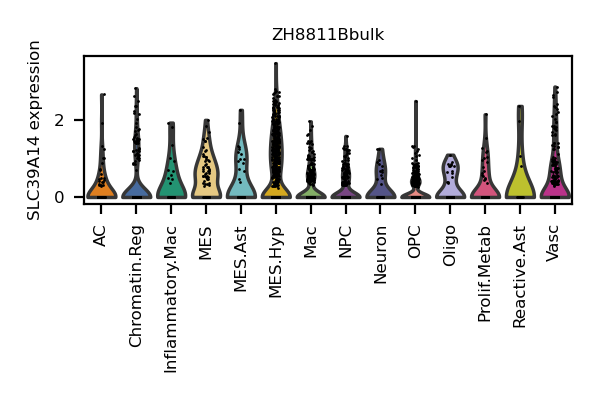 ZH8811Bbulk
SLC39A14 expression
2
0
AC
Chromatin.Reg
Inflammatory.Mac
MES
MES.Ast
MES.Hyp
Mac
NPC
Neuron
OPC
Oligo
Prolif.Metab
Reactive.Ast
Vasc